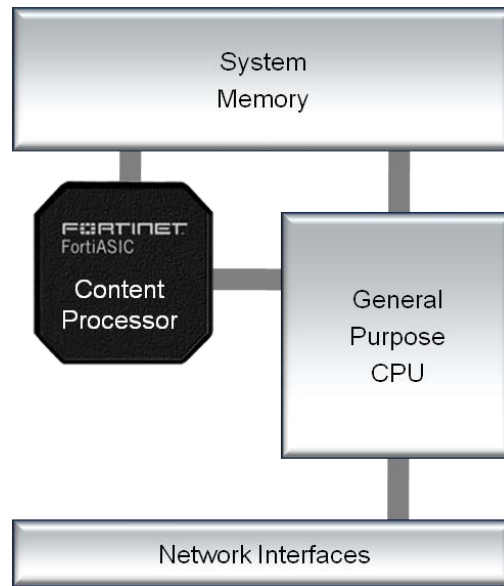 System
Memory
FORTINET
FortiASIC
Content
Processor
General
Purpose
CPU
Network Interfaces